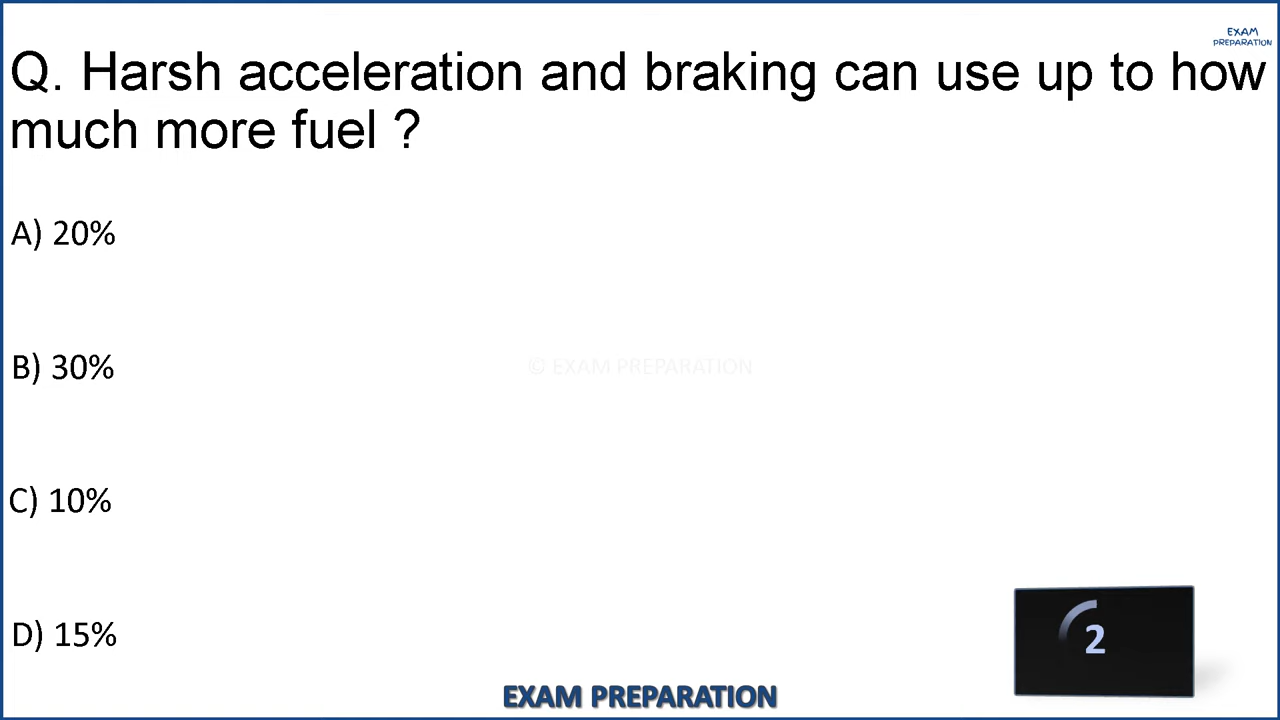 EXAM
PREPARATION
Q. Harsh acceleration and braking can use up to how
much more fuel ?
A) 20%
B) 30%
© EXAM PREPARATION
C) 10%
D) 15%
2
EXAM PREPARATION